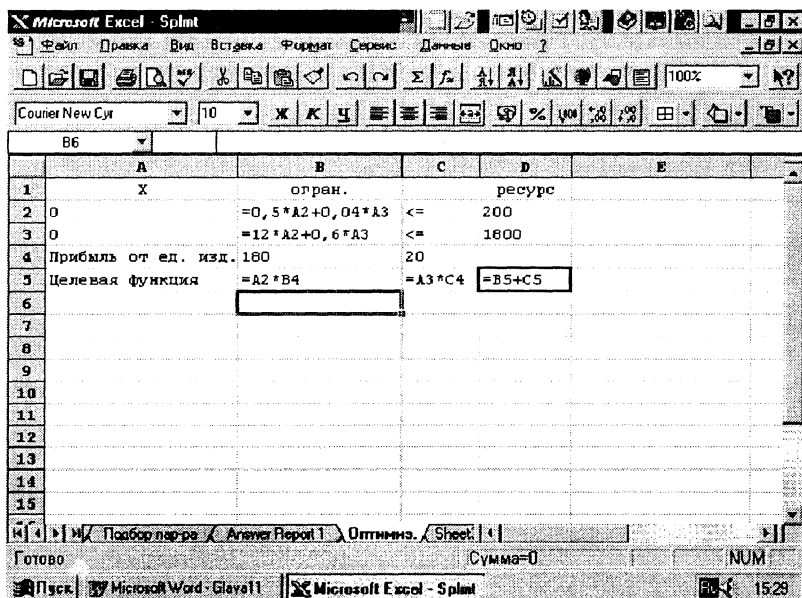 Microsoft Excel - Splmt
Файл Правка Вид Вставка Формат Сервис Данные Окно ?
100%
Courier New Cyr 10 Ж К Ч
B6
A B C D E
1 X огран. ресурс
2 0 =0,5*A2+0,04*A3 <= 200
3 0 =12*A2+0,6*A3 <= 1800
4 Прибыль от ед. изд. 180 20
5 Целевая функция =A2*B4 =A3*C4 =B5+C5
6
7
8
9
10
11
12
13
14
15
Подбор пар-ра Answer Report 1 Оптимиз. Sheet
Готово Сумма=0 NUM
Пуск Microsoft Word - Glava11 Microsoft Excel - Splmt 15:29